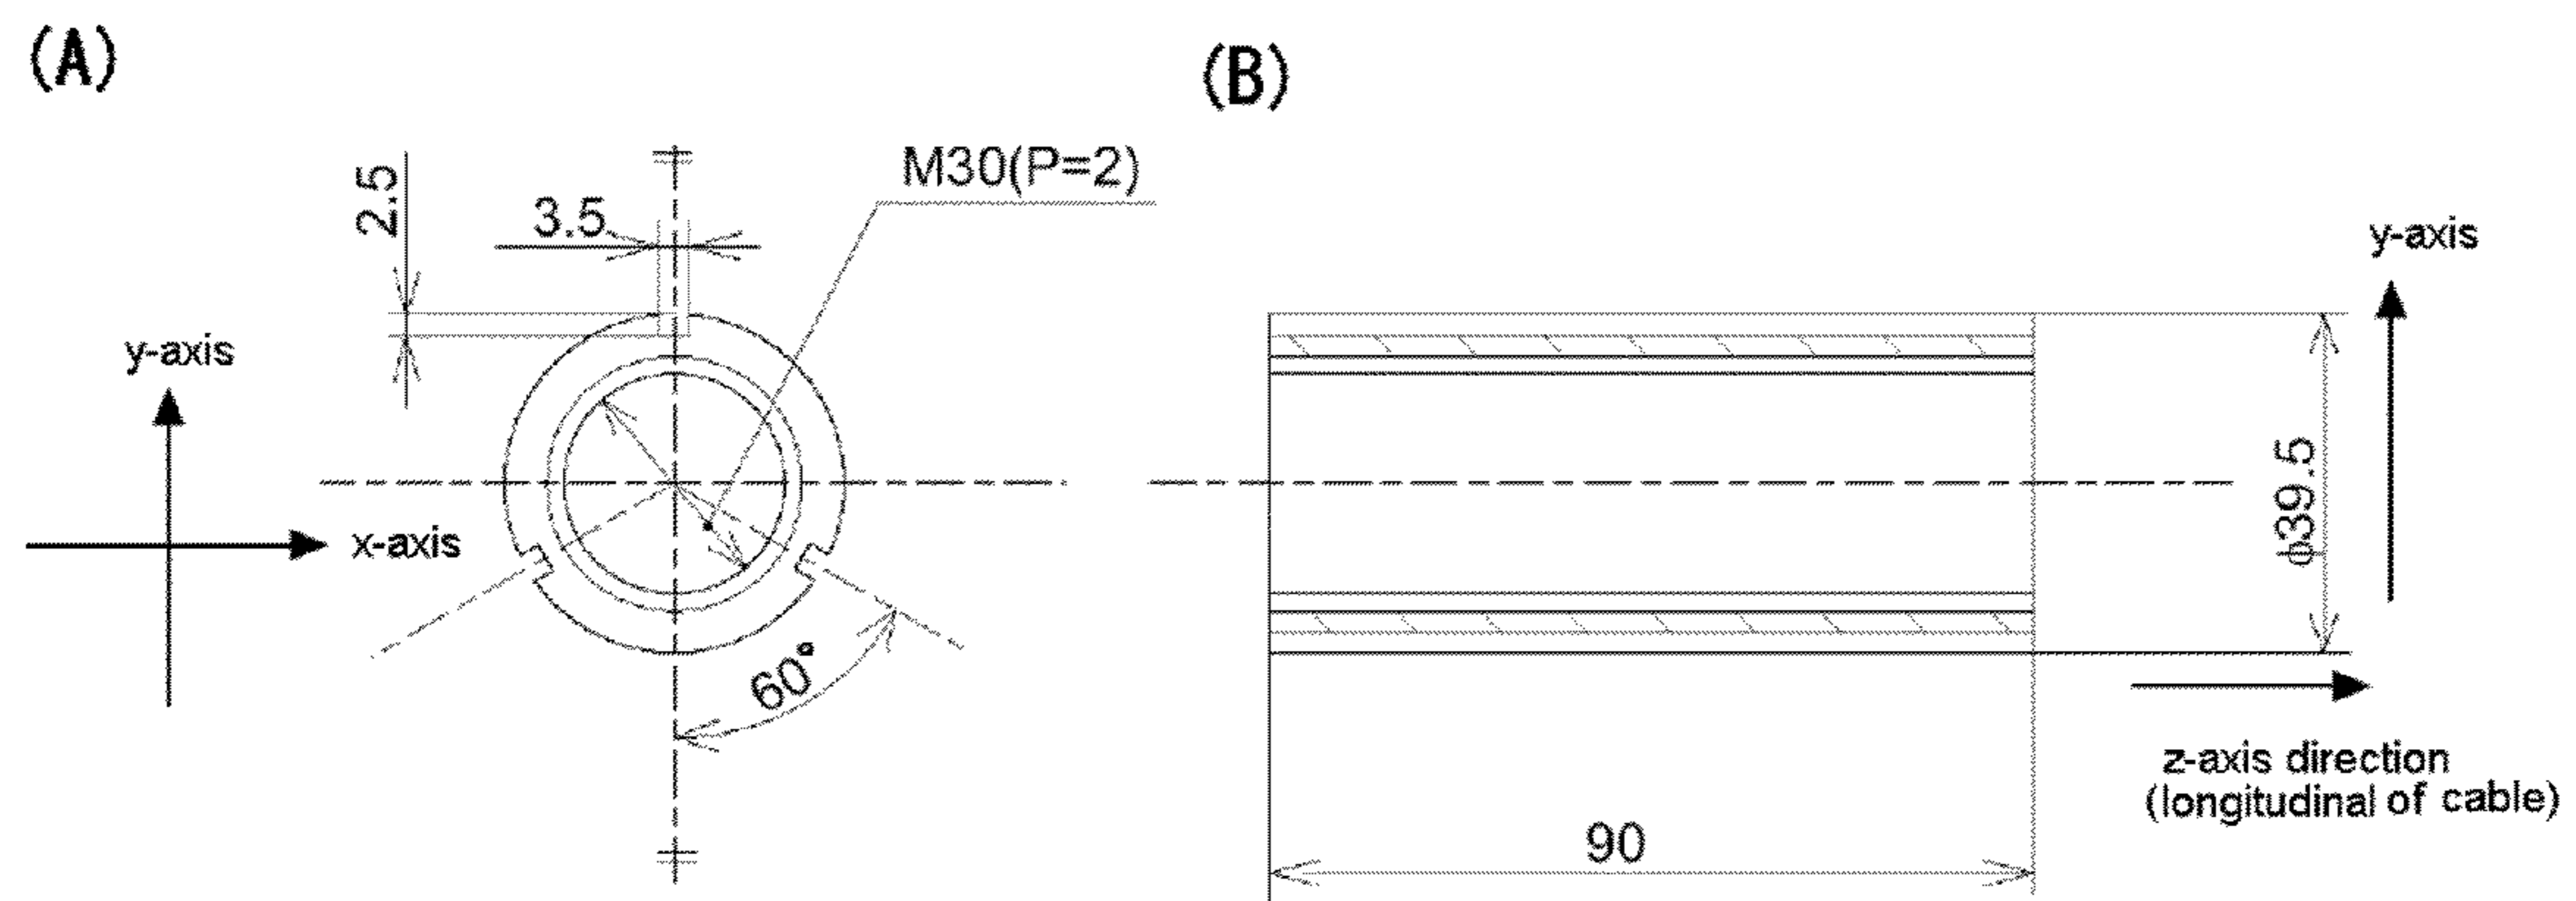 (A)
(B)
M30(P=2)
2.5
3.5
y-axis
y-axis
x-axis
φ39.5
60°
z-axis direction
(longitudinal of cable)
90